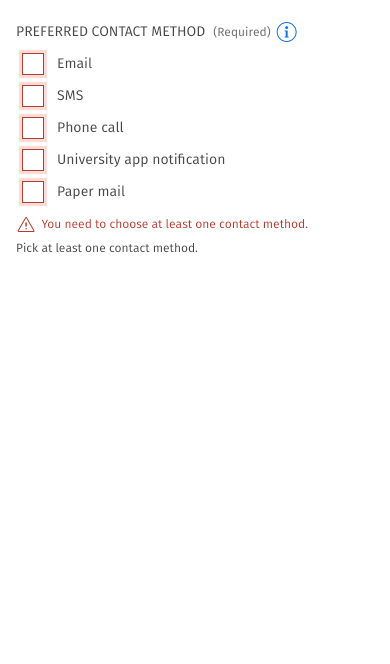 PREFERRED CONTACT METHOD (Required)
Email
SMS
Phone call
University app notification
Paper mail
You need to choose at least one contact method.
Pick at least one contact method.